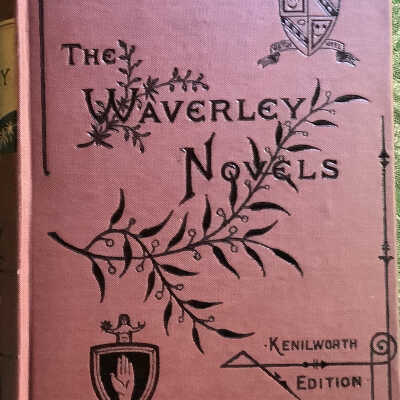 THE
WAVERLEY
NOVELS
KENILWORTH
EDITION